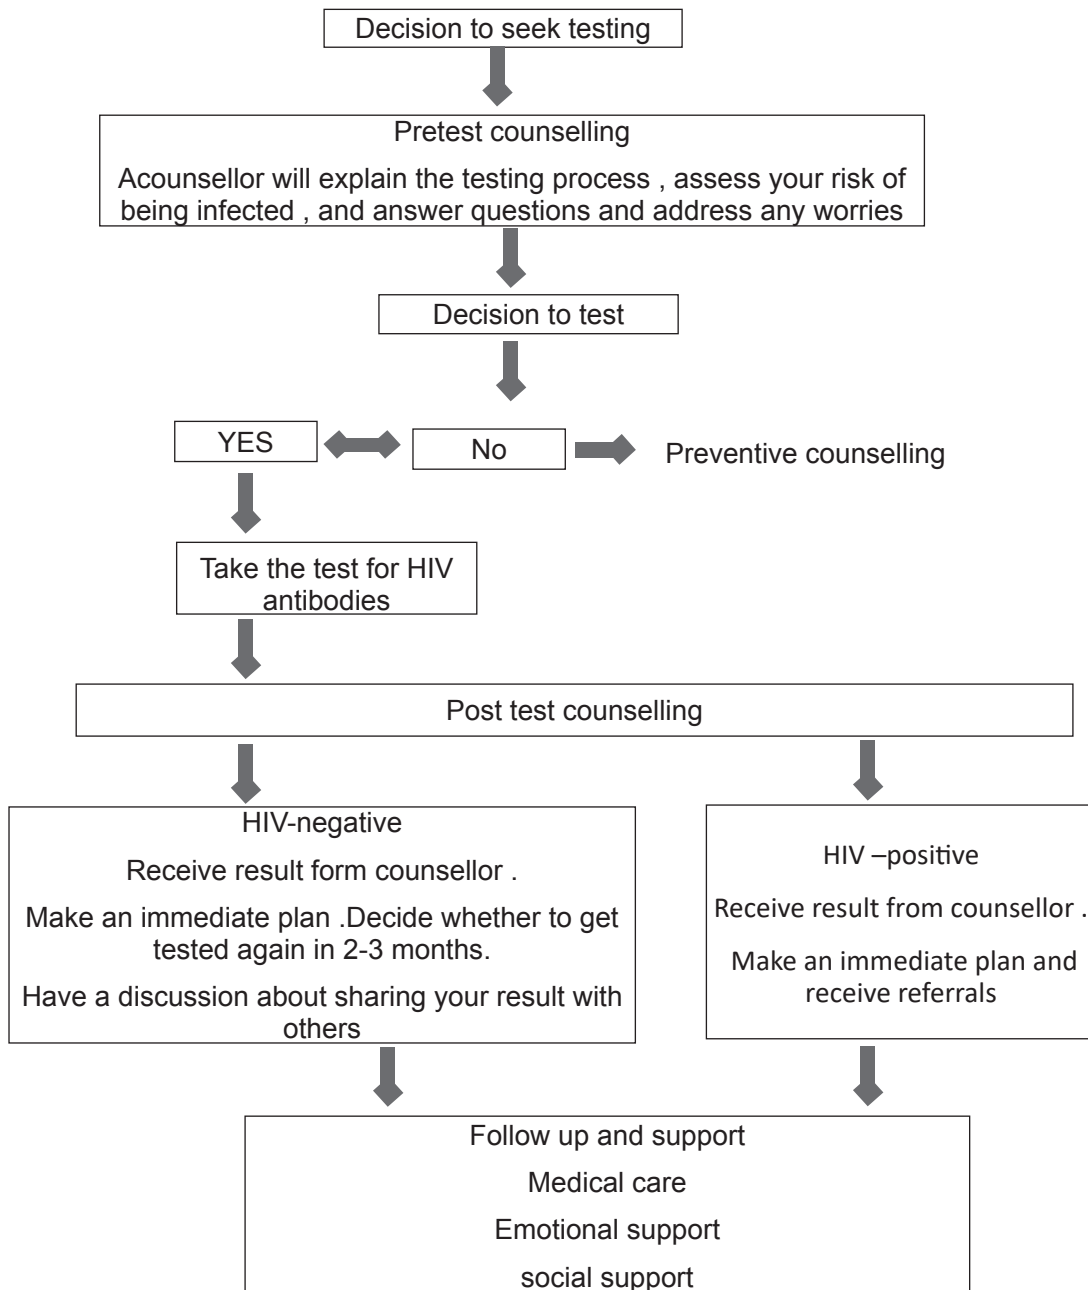 Decision to seek testing
Pretest counselling
Acounsellor will explain the testing process , assess your risk of
being infected , and answer questions and address any worries
Decision to test
YES
No
Preventive counselling
Take the test for HIV
antibodies
Post test counselling
HIV-negative
Receive result form counsellor .
Make an immediate plan .Decide whether to get
tested again in 2-3 months.
Have a discussion about sharing your result with
others
HIV –positive
Receive result from counsellor .
Make an immediate plan and
receive referrals
Follow up and support
Medical care
Emotional support
social support